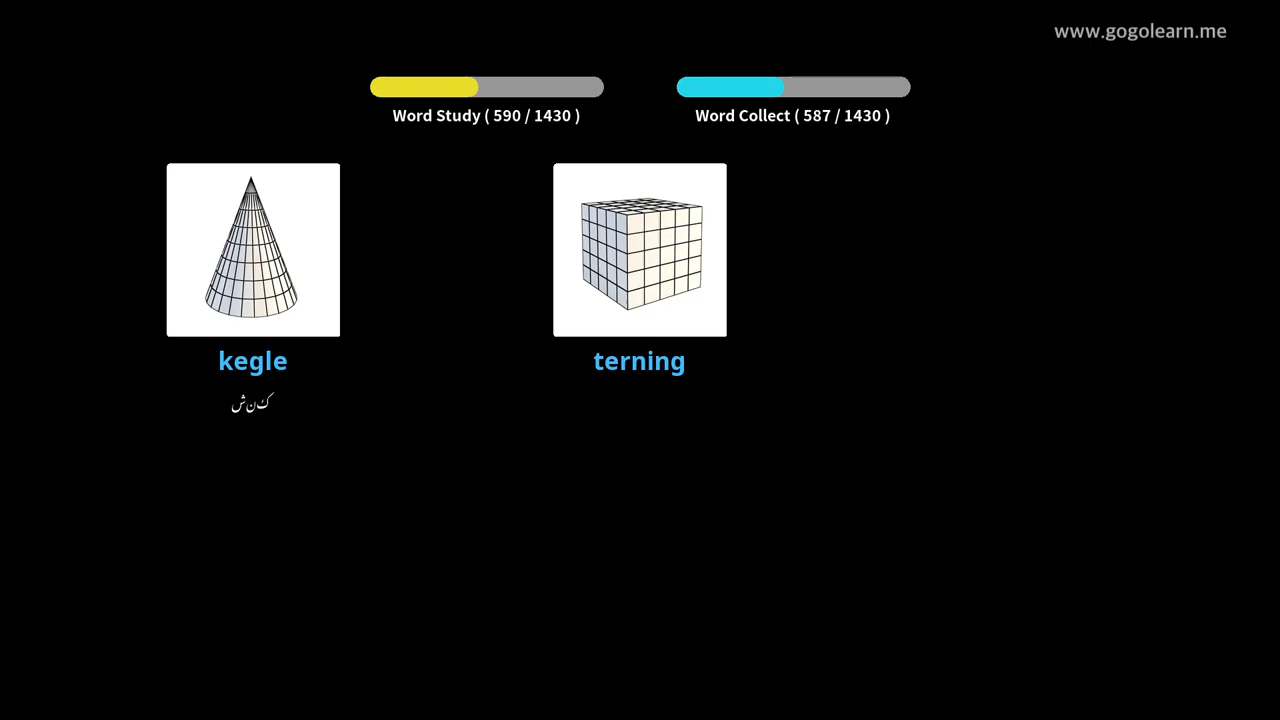 www.gogolearn.me
Word Study ( 590 / 1430 )
Word Collect ( 587 / 1430 )
kegle
terning
کُ‌ن‌ش